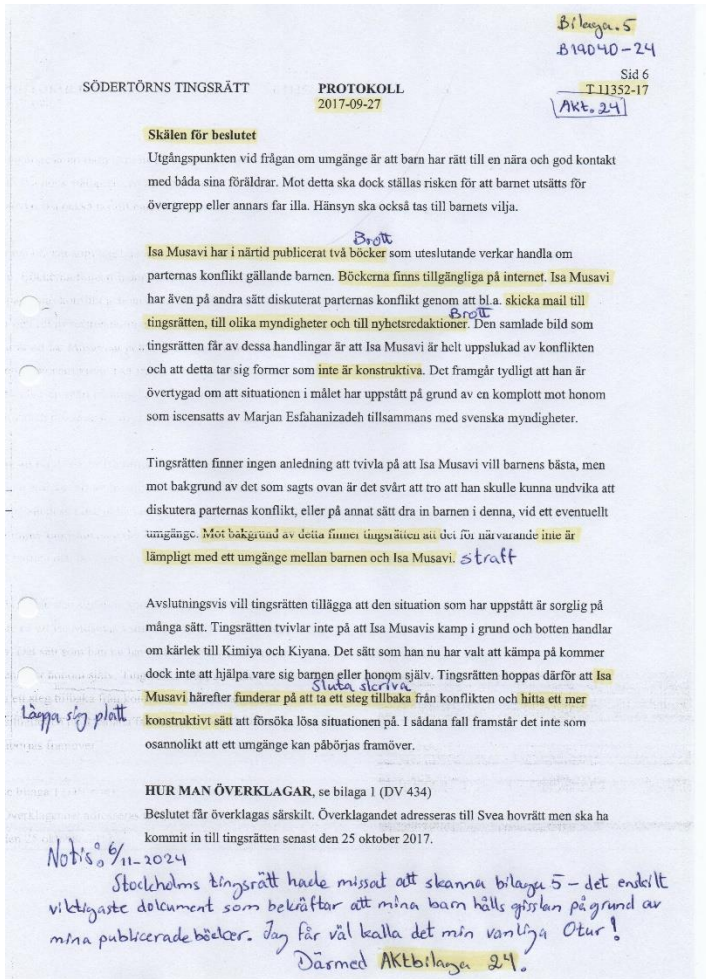 Bilaga. 5
B19040-24
Sid 6
SÖDERTÖRNS TINGSRÄTT PROTOKOLL T 11352-17
2017-09-27 Akt. 24
Skälen för beslutet
Utgångspunkten vid frågan om umgänge är att barn har rätt till en nära och god kontakt
med båda sina föräldrar. Mot detta ska dock ställas risken för att barnet utsätts för
övergrepp eller annars far illa. Hänsyn ska också tas till barnets vilja.
Brott
Isa Musavi har i närtid publicerat två böcker som uteslutande verkar handla om
parternas konflikt gällande barnen. Böckerna finns tillgängliga på internet. Isa Musavi
har även på andra sätt diskuterat parternas konflikt genom att bl.a. skicka mail till
Brott
tingsrätten, till olika myndigheter och till nyhetsredaktioner. Den samlade bild som
tingsrätten får av dessa handlingar är att Isa Musavi är helt uppslukad av konflikten
och att detta tar sig former som inte är konstruktiva. Det framgår tydligt att han är
övertygad om att situationen i målet har uppstått på grund av en komplott mot honom
som iscensatts av Marjan Esfahanizadeh tillsammans med svenska myndigheter.
Tingsrätten finner ingen anledning att tvivla på att Isa Musavi vill barnens bästa, men
mot bakgrund av det som sagts ovan är det svårt att tro att han skulle kunna undvika att
diskutera parternas konflikt, eller på annat sätt dra in barnen i denna, vid ett eventuellt
umgänge. Mot bakgrund av detta finner tingsrätten att det för närvarande inte är
lämpligt med ett umgänge mellan barnen och Isa Musavi. straff
Avslutningsvis vill tingsrätten tillägga att den situation som har uppstått är sorglig på
många sätt. Tingsrätten tvivlar inte på att Isa Musavis kamp i grund och botten handlar
om kärlek till Kimiya och Kiyana. Det sätt som han nu har valt att kämpa på kommer
dock inte att hjälpa vare sig barnen eller honom själv. Tingsrätten hoppas därför att Isa
sluta skriva
Musavi härefter funderar på att ta ett steg tillbaka från konflikten och hitta ett mer
Lägga sig platt
konstruktivt sätt att försöka lösa situationen på. I sådana fall framstår det inte som
osannolikt att ett umgänge kan påbörjas framöver.
HUR MAN ÖVERKLAGAR, se bilaga 1 (DV 434)
Beslutet får överklagas särskilt. Överklagandet adresseras till Svea hovrätt men ska ha
kommit in till tingsrätten senast den 25 oktober 2017.
Notis: 6/11-2024
Stockholms tingsrätt hade missat att skanna bilaga 5 – det enskilt
viktigaste dokument som bekräftar att mina barn hålls gisslan på grund av
mina publicerade böcker. Jag får väl kalla det min vanliga Otur!
Därmed AKtbilaga 24.